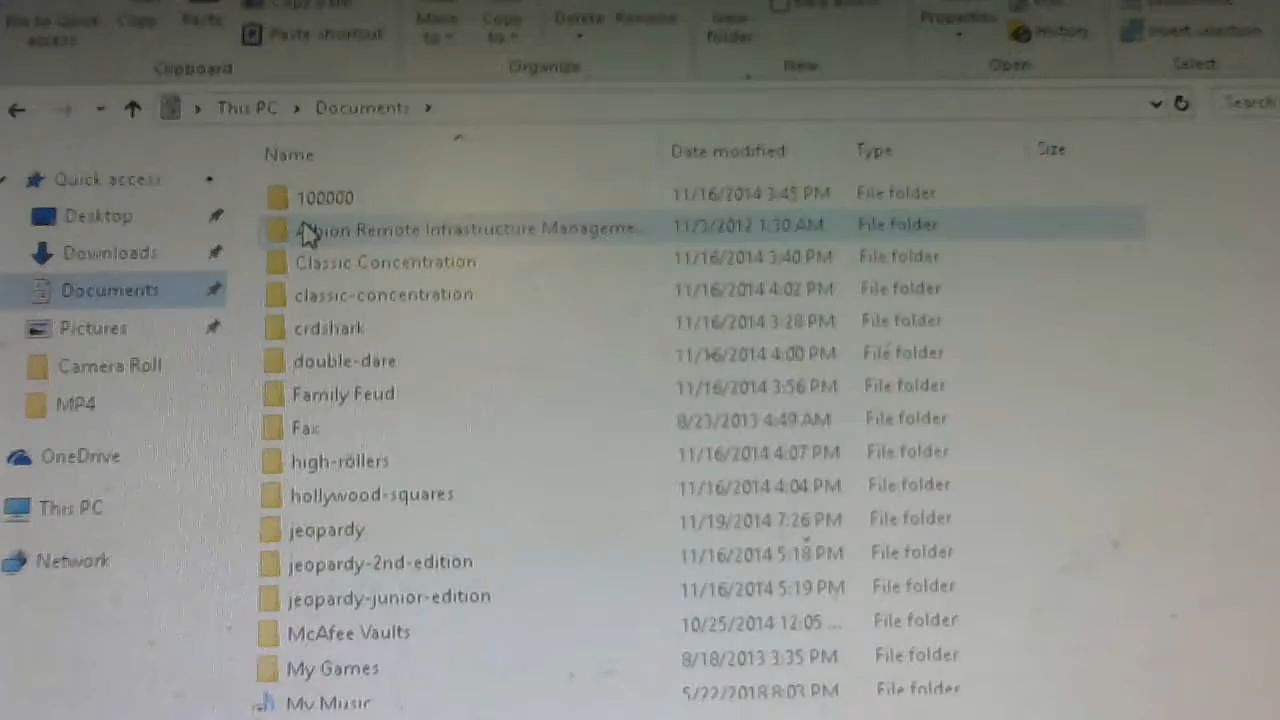 Copy
Paste
Copy path
Paste shortcut
Move to
Copy to
Delete
Rename
New folder
Properties
History
Invert selection
Clipboard
Organize
New
Open
Select
This PC > Documents >
Search
Name Date modified Type Size
Quick access
Desktop
Downloads
Documents
Pictures
Camera Roll
MP4
OneDrive
This PC
Network
100000 11/16/2014 3:45 PM File folder
Remote Infrastructure Manageme... 11/3/2012 1:30 AM File folder
Classic Concentration 11/16/2014 3:40 PM File folder
classic-concentration 11/16/2014 4:02 PM File folder
crdshark 11/16/2014 3:28 PM File folder
double-dare 11/16/2014 4:00 PM File folder
Family Feud 11/16/2014 3:56 PM File folder
Fax 8/23/2013 4:49 AM File folder
high-rollers 11/16/2014 4:07 PM File folder
hollywood-squares 11/16/2014 4:04 PM File folder
jeopardy 11/19/2014 7:26 PM File folder
jeopardy-2nd-edition 11/16/2014 5:18 PM File folder
jeopardy-junior-edition 11/16/2014 5:19 PM File folder
McAfee Vaults 10/25/2014 12:05 ... File folder
My Games 8/18/2013 3:35 PM File folder
My Music 5/22/2018 8:03 PM File folder